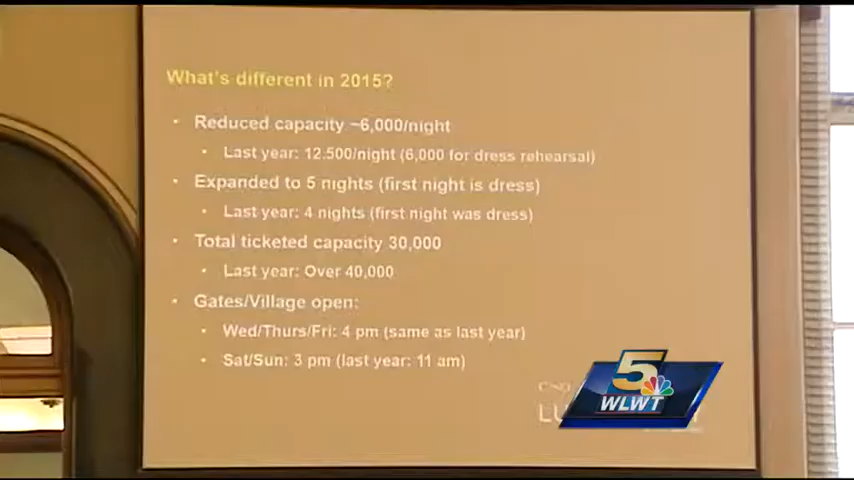 What's different in 2015?
• Reduced capacity ~6,000/night
• Last year: 12.500/night (6,000 for dress rehearsal)
• Expanded to 5 nights (first night is dress)
• Last year: 4 nights (first night was dress)
• Total ticketed capacity 30,000
• Last year: Over 40,000
• Gates/Village open:
• Wed/Thurs/Fri: 4 pm (same as last year)
• Sat/Sun: 3 pm (last year: 11 am)
5
WLWT